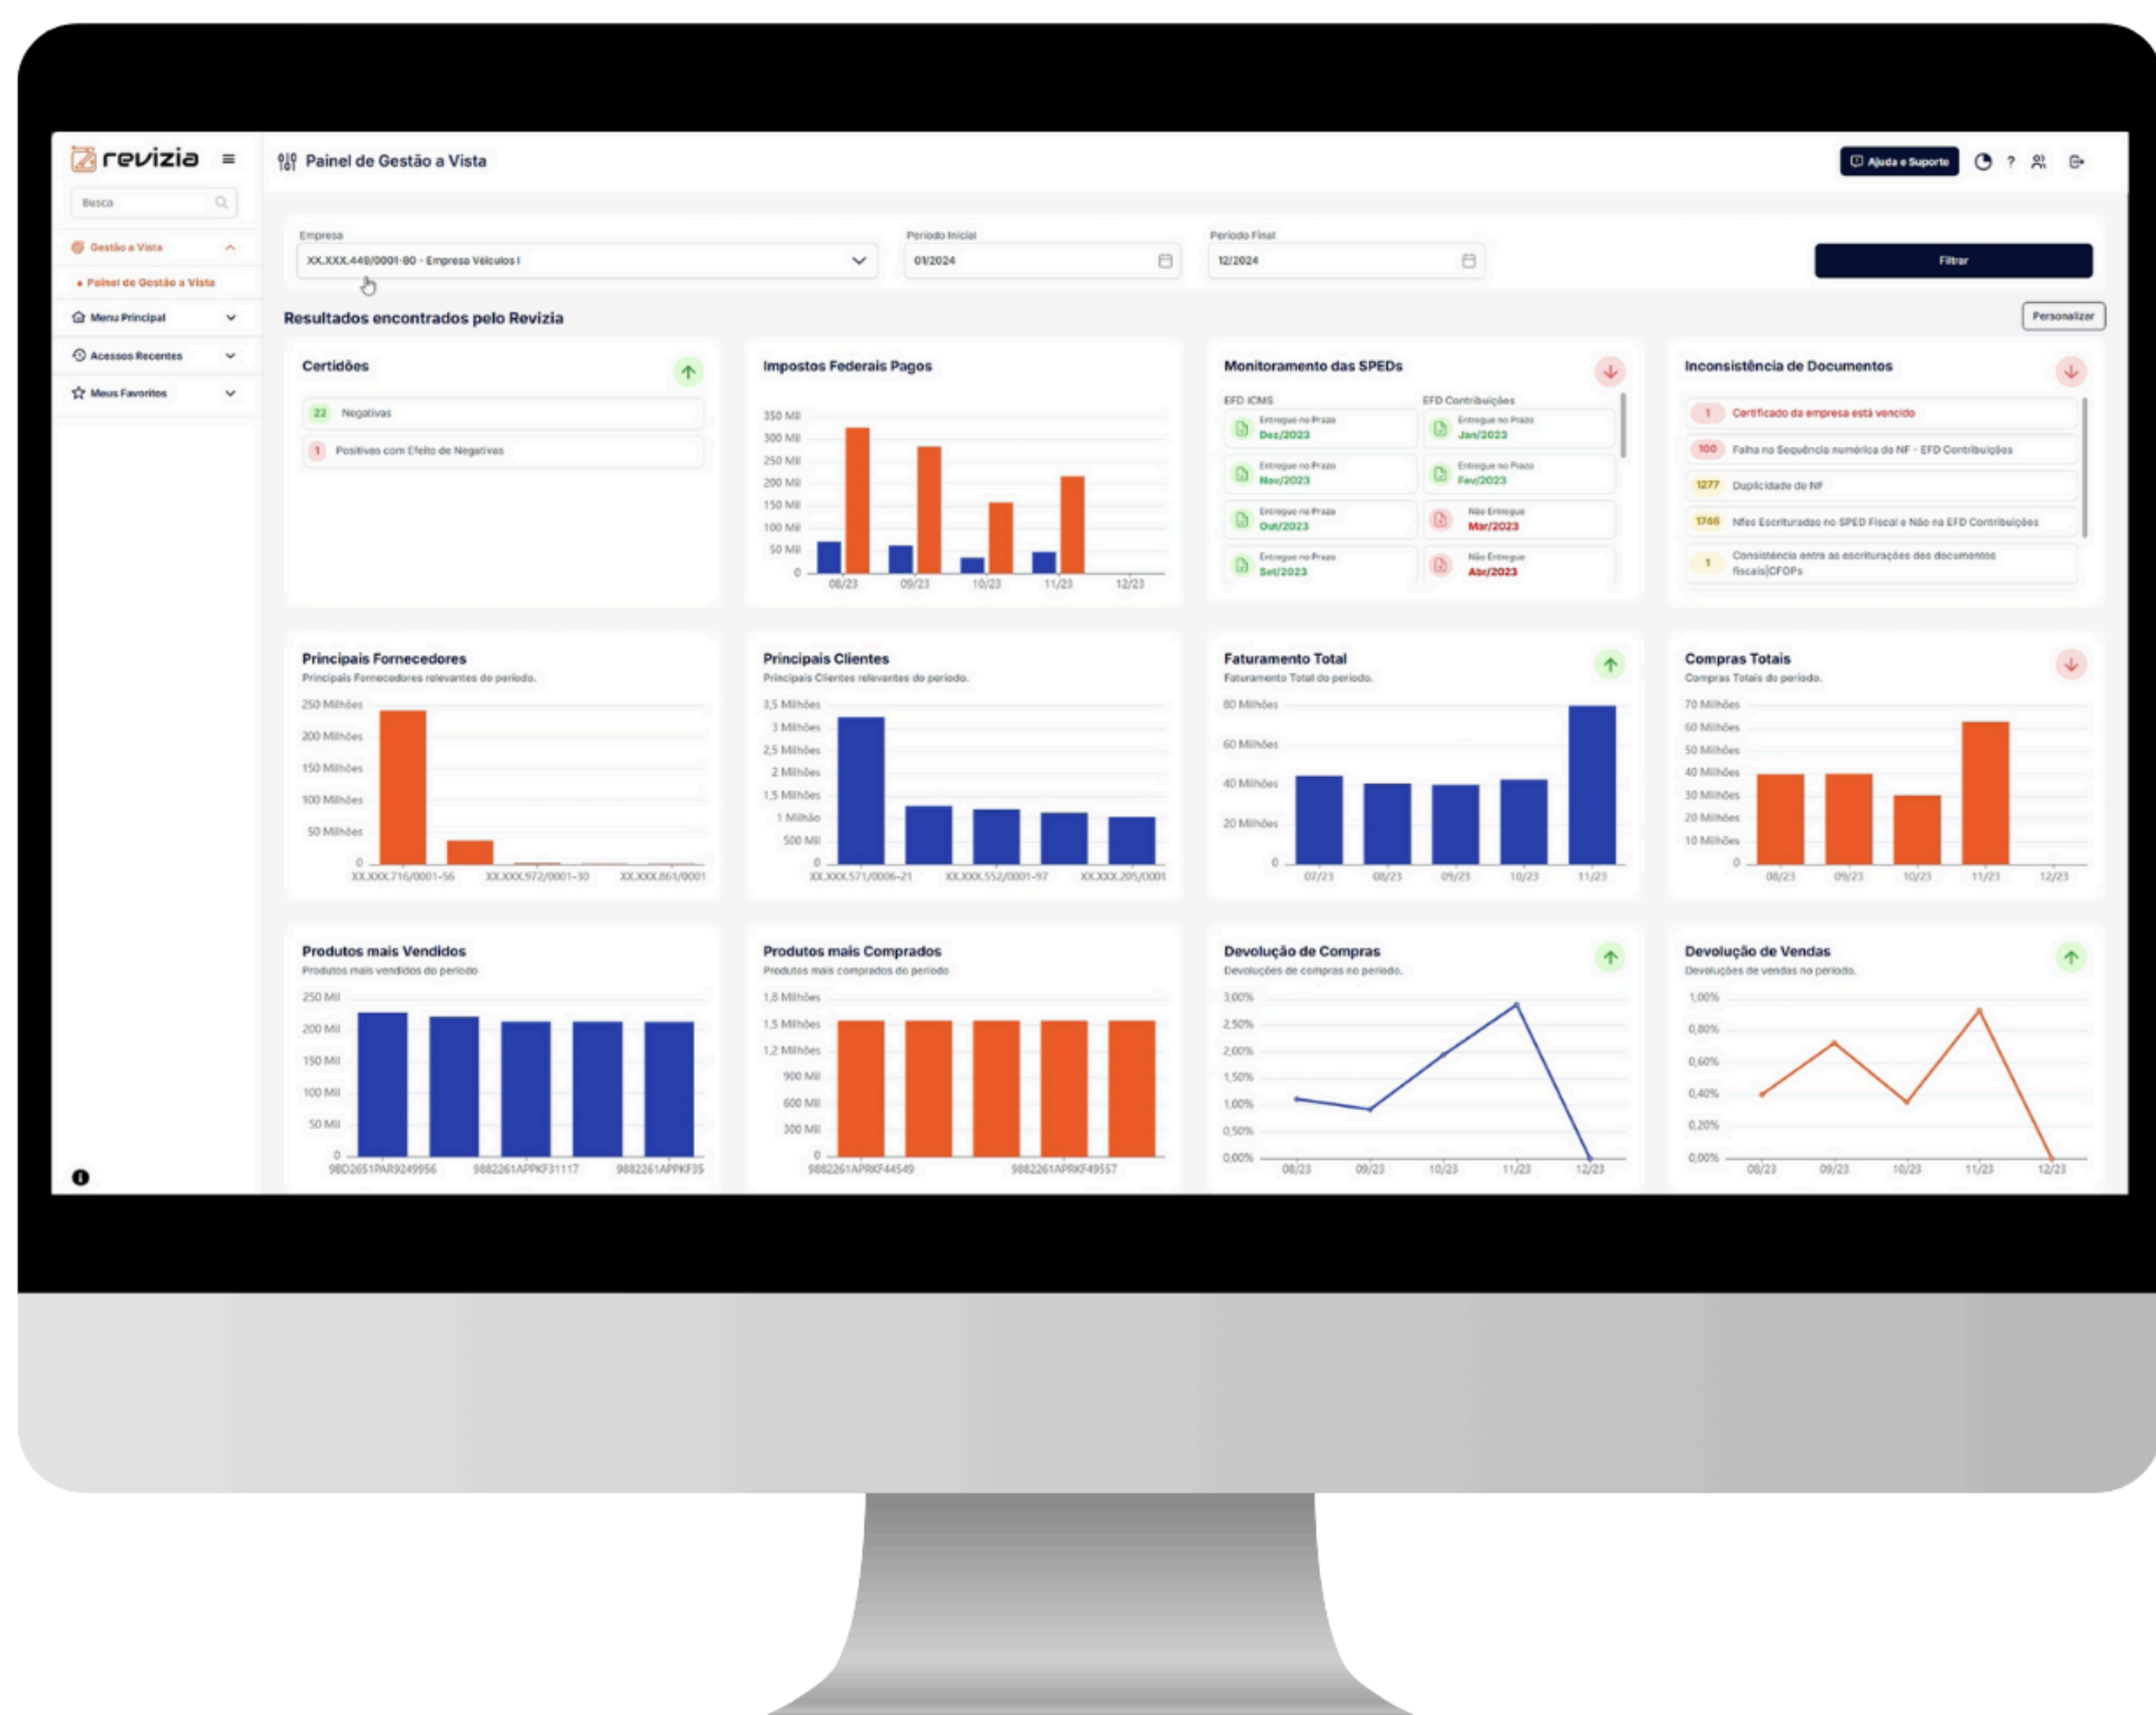 revizia
Busca
Gestão a Vista
Painel de Gestão a Vista
Menu Principal
Acessos Recentes
Meus Favoritos
Painel de Gestão a Vista
Ajuda e Suporte
?
Empresa
XX.XXX.449/0001-80 - Empresa Veículos I
Período Inicial
01/2024
Período Final
12/2024
Filtrar
Resultados encontrados pelo Revizia
Personalizar
Certidões
22 Negativas
1 Positivas com Efeito de Negativas
Impostos Federais Pagos
350 Mil
300 Mil
250 Mil
200 Mil
150 Mil
100 Mil
50 Mil
0
08/23 09/23 10/23 11/23 12/23
Monitoramento das SPEDs
EFD ICMS EFD Contribuições
Entregue no Prazo Entregue no Prazo
Dez/2023 Jan/2023
Entregue no Prazo Entregue no Prazo
Nov/2023 Fev/2023
Entregue no Prazo Não Entregue
Out/2023 Mar/2023
Entregue no Prazo Não Entregue
Set/2023 Abr/2023
Inconsistência de Documentos
1 Certificado da empresa está vencido
100 Falha na Sequência numérica de NF - EFD Contribuições
1277 Duplicidade de NF
1746 Nfes Escrituradas no SPED Fiscal e Não na EFD Contribuições
1 Consistência entre as escriturações dos documentos
fiscais|CFOPs
Principais Fornecedores
Principais Fornecedores relevantes do período.
250 Milhões
200 Milhões
150 Milhões
100 Milhões
50 Milhões
0
XX.XXX.716/0001-56 XX.XXX.972/0001-30 XX.XXX.861/0001
Principais Clientes
Principais Clientes relevantes do período.
3,5 Milhões
3 Milhões
2,5 Milhões
2 Milhões
1,5 Milhões
1 Milhão
500 Mil
0
XX.XXX.571/0006-21 XX.XXX.552/0001-97 XX.XXX.205/0001
Faturamento Total
Faturamento Total do período.
80 Milhões
60 Milhões
40 Milhões
20 Milhões
0
07/23 08/23 09/23 10/23 11/23
Compras Totais
Compras Totais do período.
70 Milhões
60 Milhões
50 Milhões
40 Milhões
30 Milhões
20 Milhões
10 Milhões
0
08/23 09/23 10/23 11/23 12/23
Produtos mais Vendidos
Produtos mais vendidos do período
250 Mil
200 Mil
150 Mil
100 Mil
50 Mil
0
9BD2651PAR9249956 9882261APPKF31117 9882261APPKF35
Produtos mais Comprados
Produtos mais comprados do período
1,8 Milhões
1,5 Milhões
1,2 Milhões
900 Mil
600 Mil
300 Mil
0
9882261APRKF44549 9882261APRKF49557
Devolução de Compras
Devoluções de compras no período.
3,00%
2,50%
2,00%
1,50%
1,00%
0,50%
0,00%
08/23 09/23 10/23 11/23 12/23
Devolução de Vendas
Devoluções de vendas no período.
1,00%
0,80%
0,60%
0,40%
0,20%
0,00%
08/23 09/23 10/23 11/23 12/23